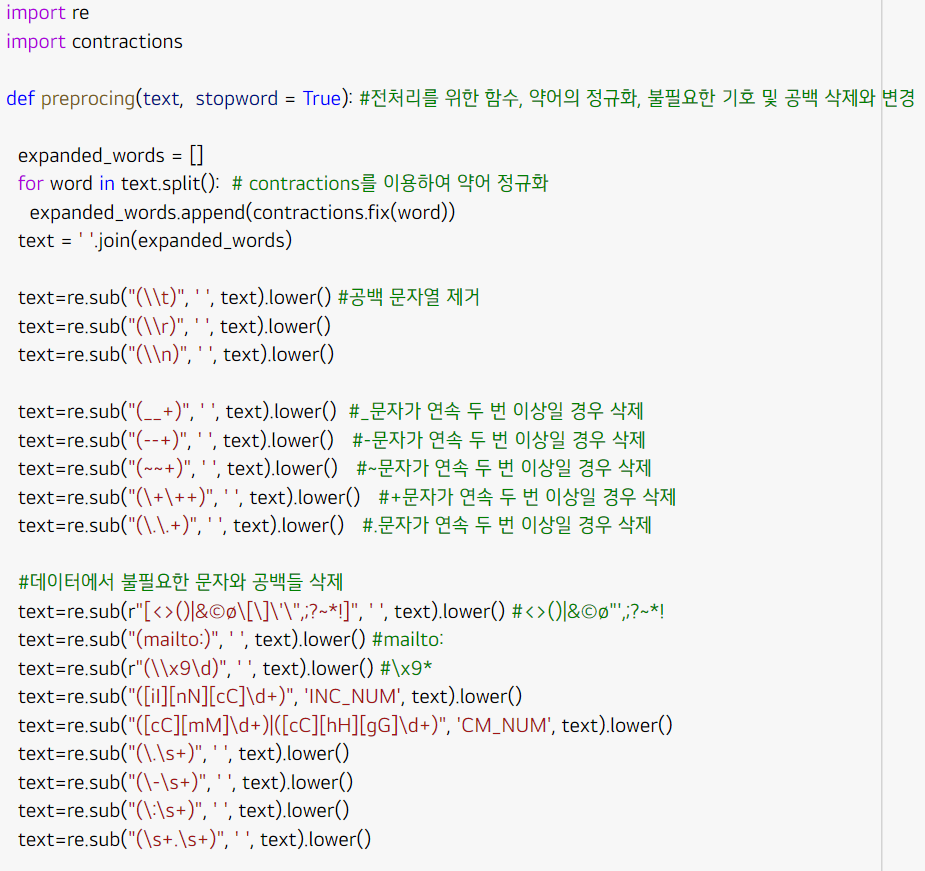 import re
import contractions
def preprocing(text, stopword = True): #전처리를 위한 함수, 약어의 정규화, 불필요한 기호 및 공백 삭제와 변경
expanded_words = []
for word in text.split(): # contractions를 이용하여 약어 정규화
expanded_words.append(contractions.fix(word))
text = ' '.join(expanded_words)
text=re.sub("(\\t)", ' ', text).lower() #공백 문자열 제거
text=re.sub("(\\r)", ' ', text).lower()
text=re.sub("(\\n)", ' ', text).lower()
text=re.sub("(__+)", ' ', text).lower() #_문자가 연속 두 번 이상일 경우 삭제
text=re.sub("(--+)", ' ', text).lower() #-문자가 연속 두 번 이상일 경우 삭제
text=re.sub("(~~+)", ' ', text).lower() #~문자가 연속 두 번 이상일 경우 삭제
text=re.sub("(\+\++)", ' ', text).lower() #+문자가 연속 두 번 이상일 경우 삭제
text=re.sub("(\.\.+)", ' ', text).lower() #.문자가 연속 두 번 이상일 경우 삭제
#데이터에서 불필요한 문자와 공백들 삭제
text=re.sub(r"[<>()|&©ø\[\]\'\",;?~*!]", ' ', text).lower() #<>()|&©ø"',;?~*!
text=re.sub("(mailto:)", ' ', text).lower() #mailto:
text=re.sub(r"(\\x9\d)", ' ', text).lower() #\x9*
text=re.sub("([iI][nN][cC]\d+)", 'INC_NUM', text).lower()
text=re.sub("([cC][mM]\d+)|([cC][hH][gG]\d+)", 'CM_NUM', text).lower()
text=re.sub("(\.\s+)", ' ', text).lower()
text=re.sub("(\-\s+)", ' ', text).lower()
text=re.sub("(\:\s+)", ' ', text).lower()
text=re.sub("(\s+.\s+)", ' ', text).lower()